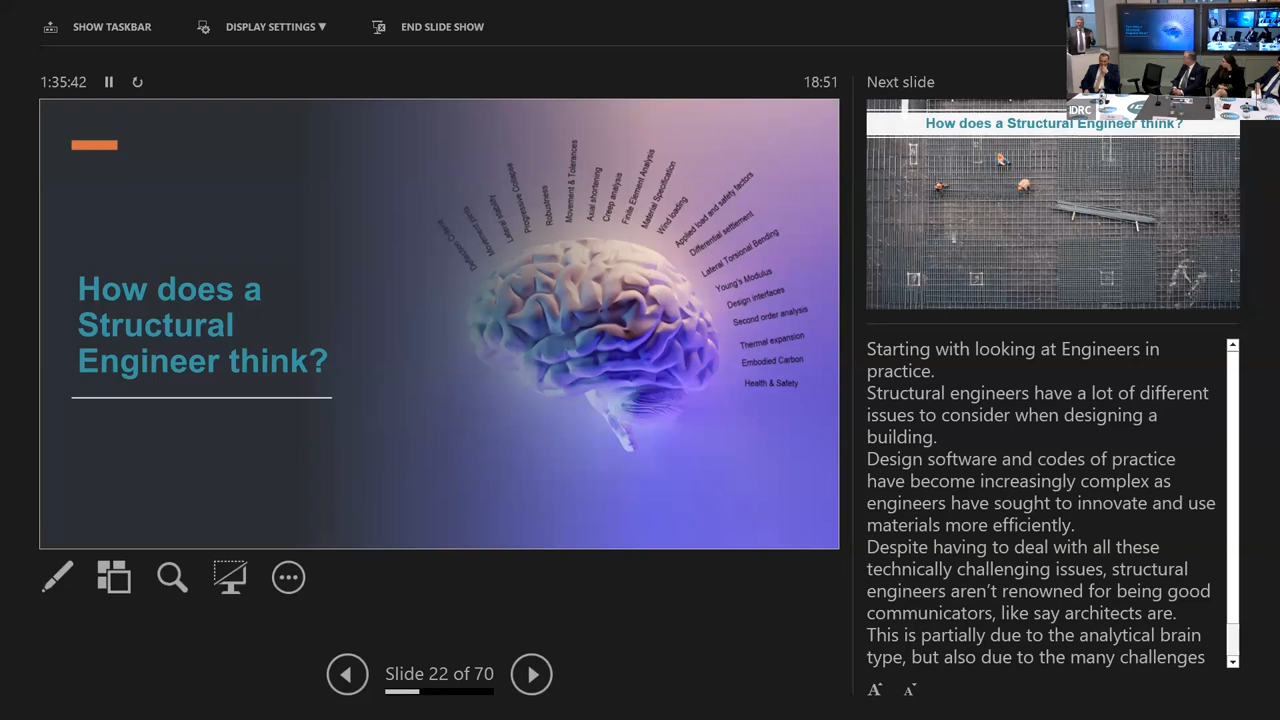 SHOW TASKBAR
DISPLAY SETTINGS ▼
END SLIDE SHOW
1:35:42
18:51
How does a
Structural
Engineer think?
Deflection Criteria
Movement joints
Lateral stability
Progressive Collapse
Robustness
Movement & Tolerances
Axial shortening
Creep analysis
Finite Element Analysis
Material Specification
Wind loading
Applied load and safety factors
Differential settlement
Lateral Torsional Bending
Young's Modulus
Design interfaces
Second order analysis
Thermal expansion
Embodied Carbon
Health & Safety
Slide 22 of 70
Next slide
IDRC
How does a Structural Engineer think?
Starting with looking at Engineers in
practice.
Structural engineers have a lot of different
issues to consider when designing a
building.
Design software and codes of practice
have become increasingly complex as
engineers have sought to innovate and use
materials more efficiently.
Despite having to deal with all these
technically challenging issues, structural
engineers aren't renowned for being good
communicators, like say architects are.
This is partially due to the analytical brain
type, but also due to the many challenges
A
A